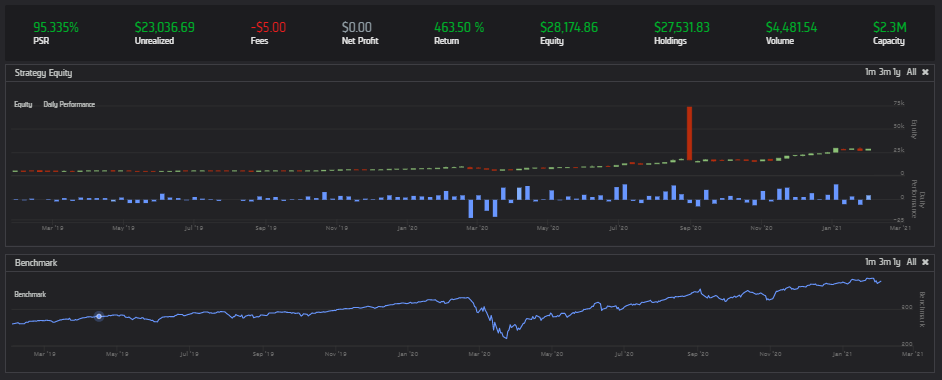 95.335% $23,036.69 -$5.00 $0.00 463.50 % $28,174.86 $27,531.83 $4,481.54 $2.3M
PSR Unrealized Fees Net Profit Return Equity Holdings Volume Capacity
Strategy Equity 1m 3m 1y All ✖
Equity Daily Performance
75k
50k
25k
0
Equity
0
-25
Daily Performance
Mar '19 May '19 Jul '19 Sep '19 Nov '19 Jan '20 Mar '20 May '20 Jul '20 Sep '20 Nov '20 Jan '21 Mar '21
Benchmark 1m 3m 1y All ✖
Benchmark
300
200
Benchmark
Mar '19 May '19 Jul '19 Sep '19 Nov '19 Jan '20 Mar '20 May '20 Jul '20 Sep '20 Nov '20 Jan '21 Mar '21